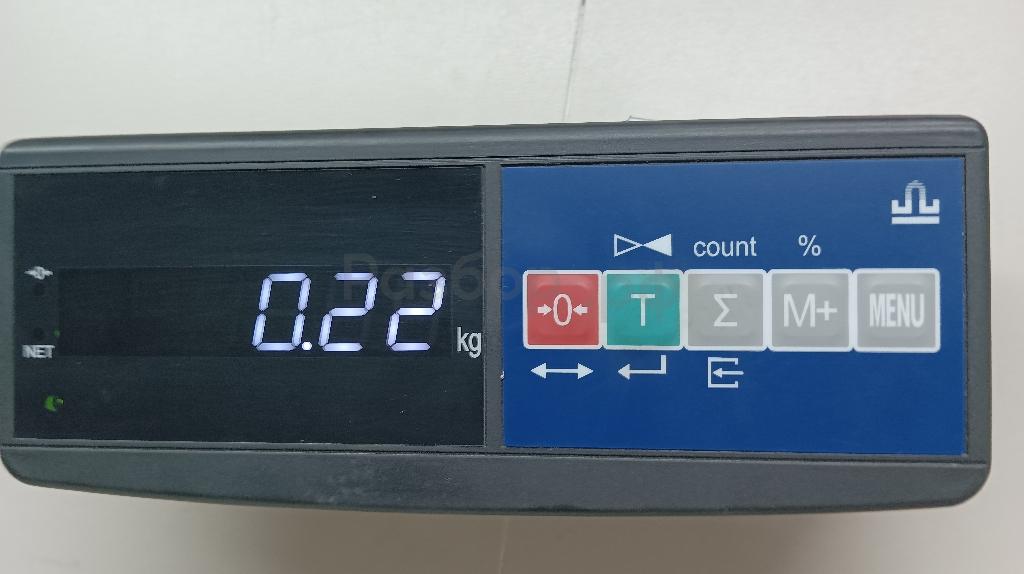 count %
0.22 kg
→0← T Σ M+ MENU
NET